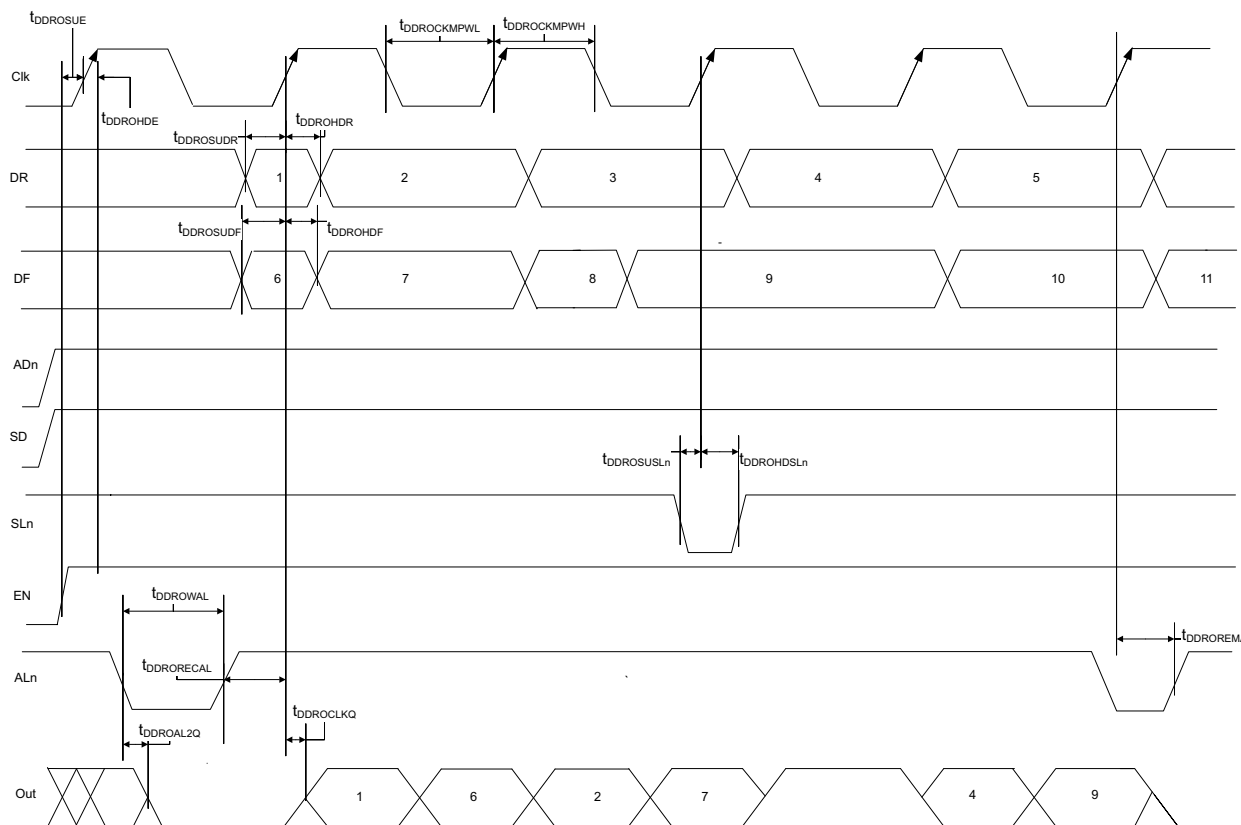 tDDROSUE
tDDROCKMPWL
tDDROCKMPWH
Clk
tDDROHDE
tDDROSUDR
tDDROHDR
DR
1
2
3
4
5
tDDROSUDF
tDDROHDF
DF
6
7
8
9
10
11
ADn
SD
tDDROSUSLn
tDDROHDSLn
SLn
EN
tDDROWAL
tDDROREMA
tDDRORECAL
ALn
tDDROCLKQ
tDDROAL2Q
Out
1
6
2
7
4
9